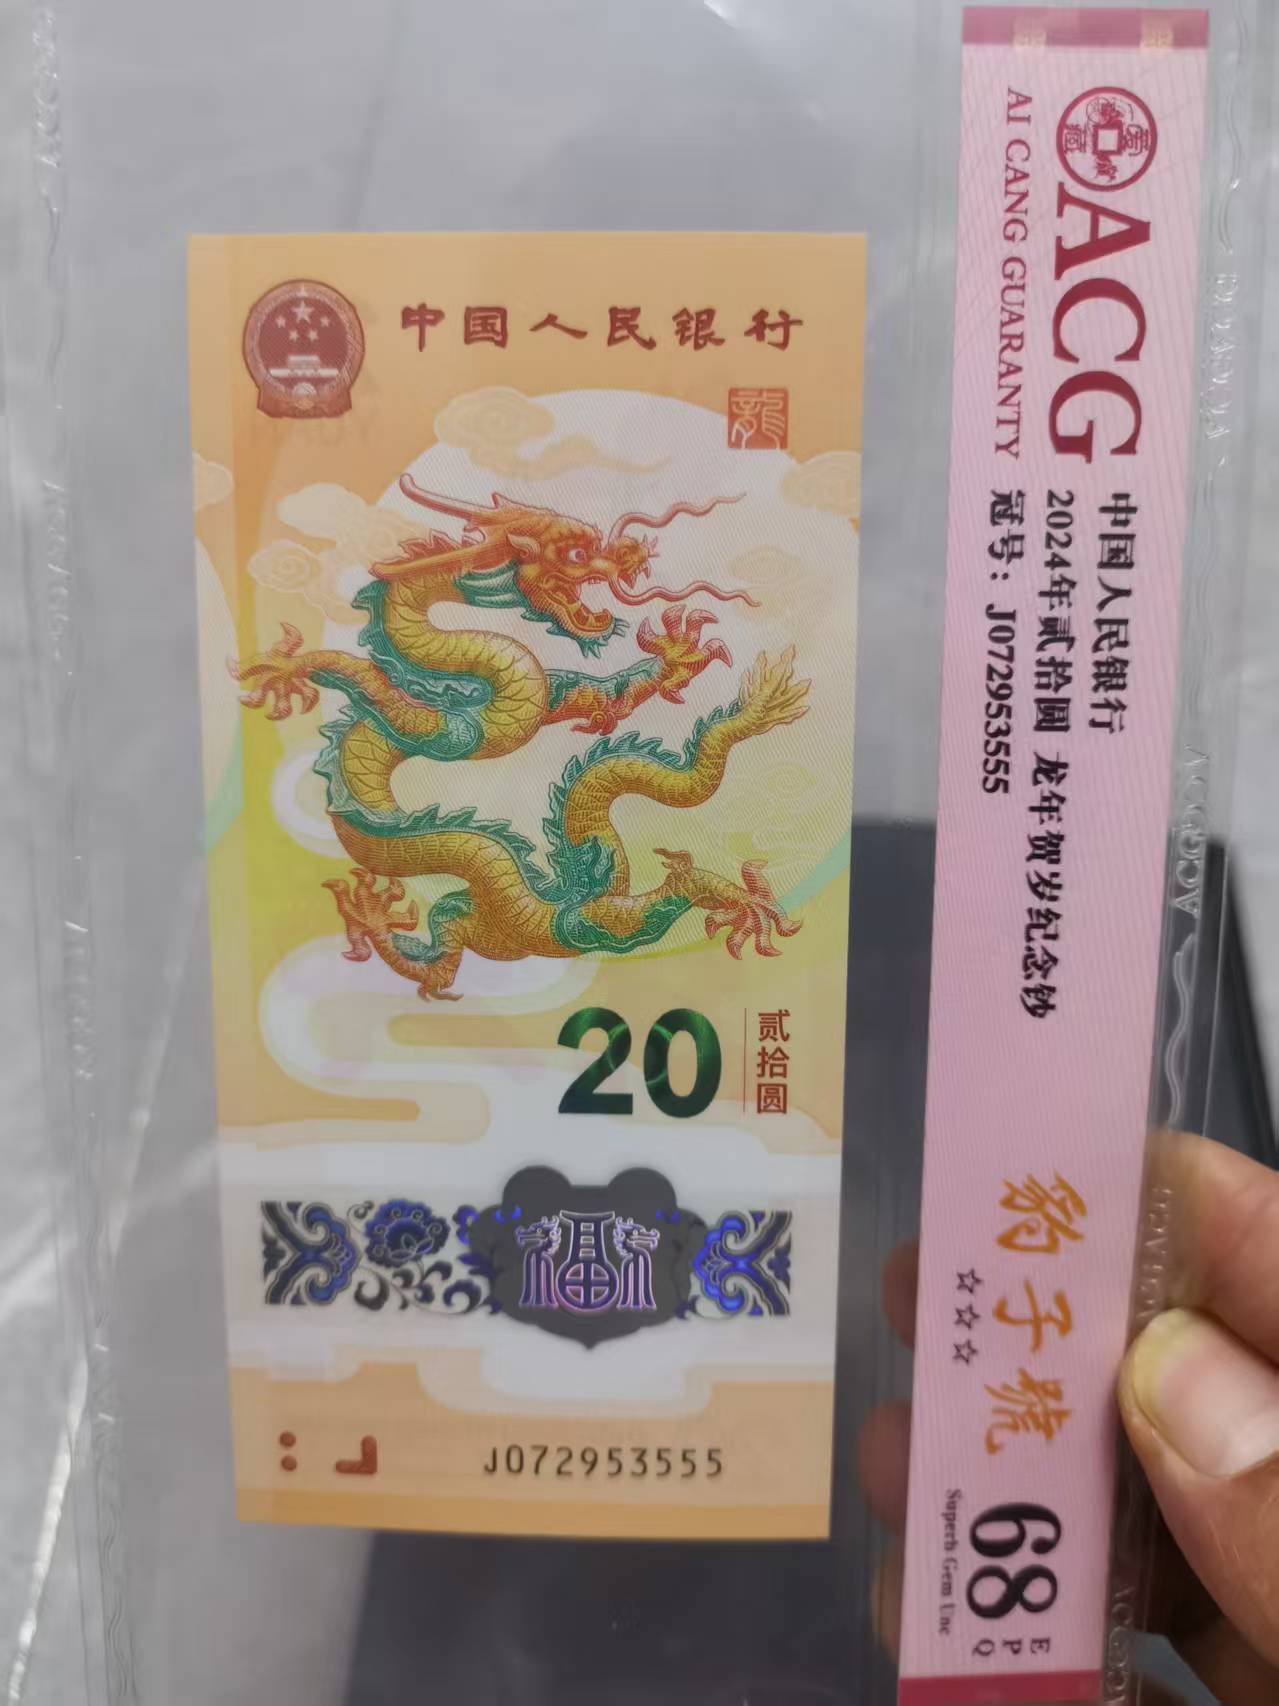 中国人民银行
龍
20
贰拾圆
福
J072953555
ACG
AI CANG GUARANTY
中国人民银行
2024年贰拾圆 龙年贺岁纪念钞
冠号：J072953555
豹子號
☆☆☆
68
EPQ
Superb Gem Unc